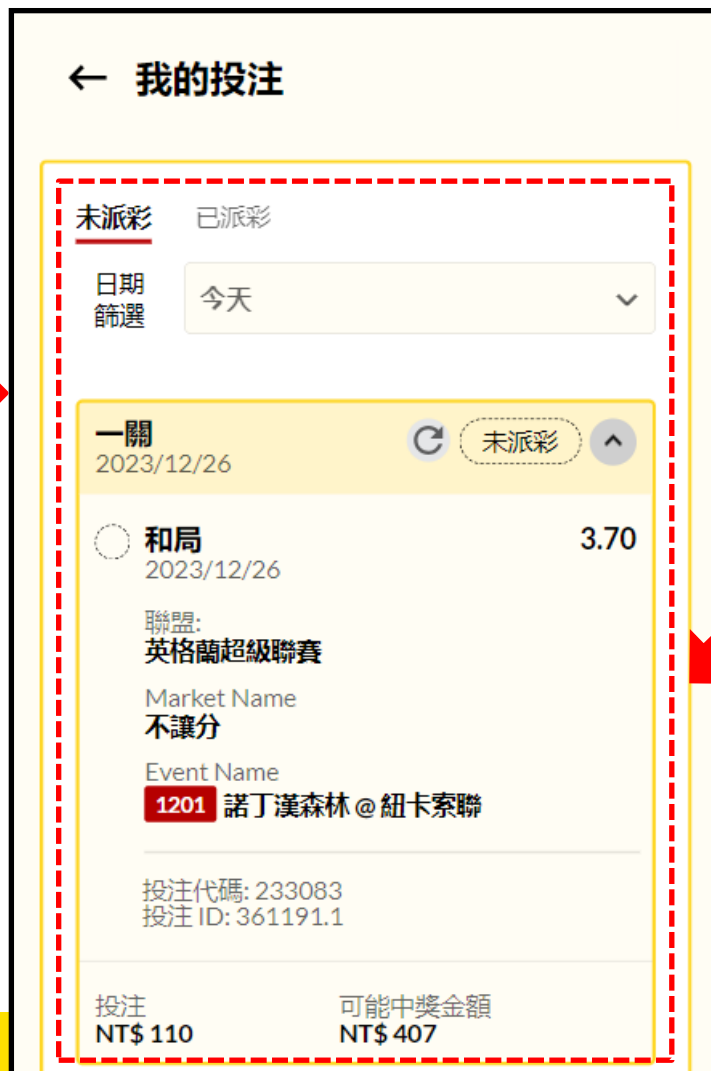 ← 我的投注
未派彩 已派彩
日期
篩選
今天
一關
2023/12/26
未派彩
和局 3.70
2023/12/26
聯盟:
英格蘭超級聯賽
Market Name
不讓分
Event Name
1201 諾丁漢森林 @ 紐卡索聯
投注代碼: 233083
投注 ID: 361191.1
投注 可能中獎金額
NT$ 110 NT$ 407